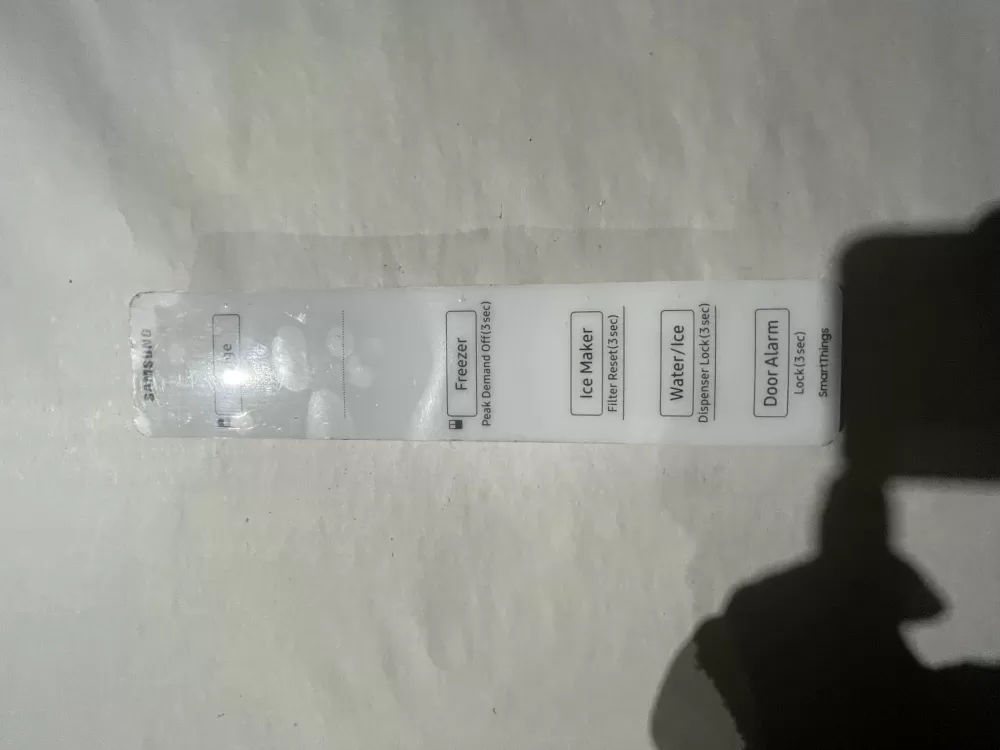 SAMSUNG
Freezer
Peak Demand Off(3sec)
Ice Maker
Filter Reset(3sec)
Water/Ice
Dispenser Lock(3sec)
Door Alarm
Lock(3sec)
SmartThings